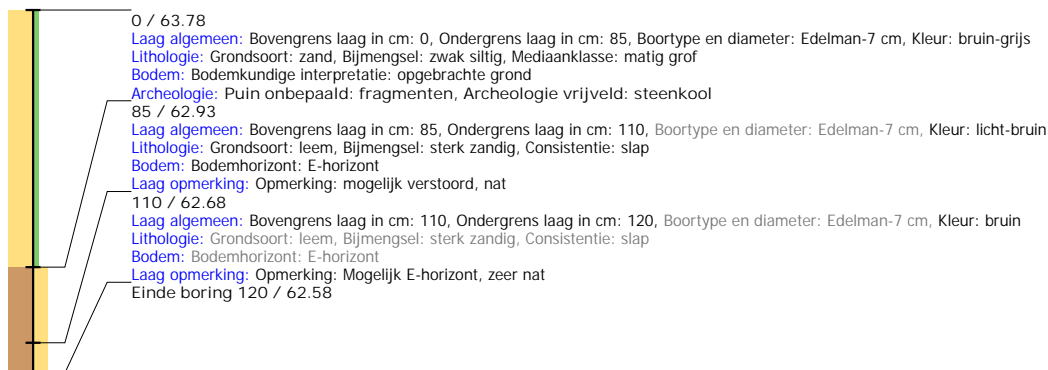 0 / 63.78
Laag algemeen: Bovengrens laag in cm: 0, Ondergrens laag in cm: 85, Boortype en diameter: Edelman-7 cm, Kleur: bruin-grijs
Lithologie: Grondsoort: zand, Bijmengsel: zwak siltig, Mediaanklasse: matig grof
Bodem: Bodemkundige interpretatie: opgebrachte grond
Archeologie: Puin onbepaald: fragmenten, Archeologie vrijveld: steenkool
85 / 62.93
Laag algemeen: Bovengrens laag in cm: 85, Ondergrens laag in cm: 110, Boortype en diameter: Edelman-7 cm, Kleur: licht-bruin
Lithologie: Grondsoort: leem, Bijmengsel: sterk zandig, Consistentie: slap
Bodem: Bodemhorizont: E-horizont
Laag opmerking: Opmerking: mogelijk verstoord, nat
110 / 62.68
Laag algemeen: Bovengrens laag in cm: 110, Ondergrens laag in cm: 120, Boortype en diameter: Edelman-7 cm, Kleur: bruin
Lithologie: Grondsoort: leem, Bijmengsel: sterk zandig, Consistentie: slap
Bodem: Bodemhorizont: E-horizont
Laag opmerking: Opmerking: Mogelijk E-horizont, zeer nat
Einde boring 120 / 62.58